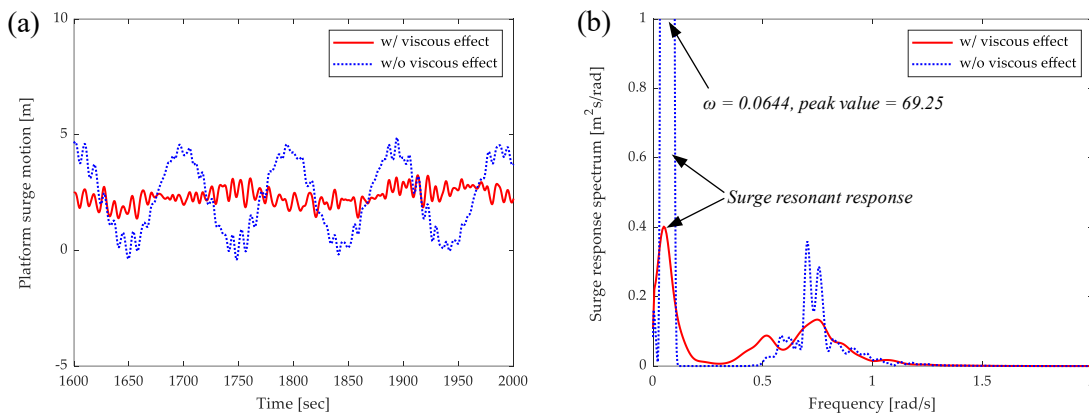 (a)
10
5
0
-5
Platform surge motion [m]
w/ viscous effect
w/o viscous effect
1600 1650 1700 1750 1800 1850 1900 1950 2000
Time [sec]
(b)
1
0.8
0.6
0.4
0.2
0
Surge response spectrum [m²s/rad]
w/ viscous effect
w/o viscous effect
ω = 0.0644, peak value = 69.25
Surge resonant response
0 0.5 1 1.5
Frequency [rad/s]